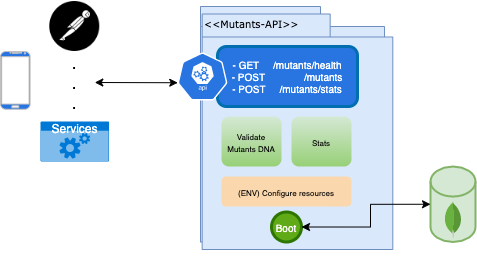 <<Mutants-API>>
- GET /mutants/health
- POST /mutants
- POST /mutants/stats
api
Services
Validate
Mutants DNA
Stats
(ENV) Configure resources
Boot